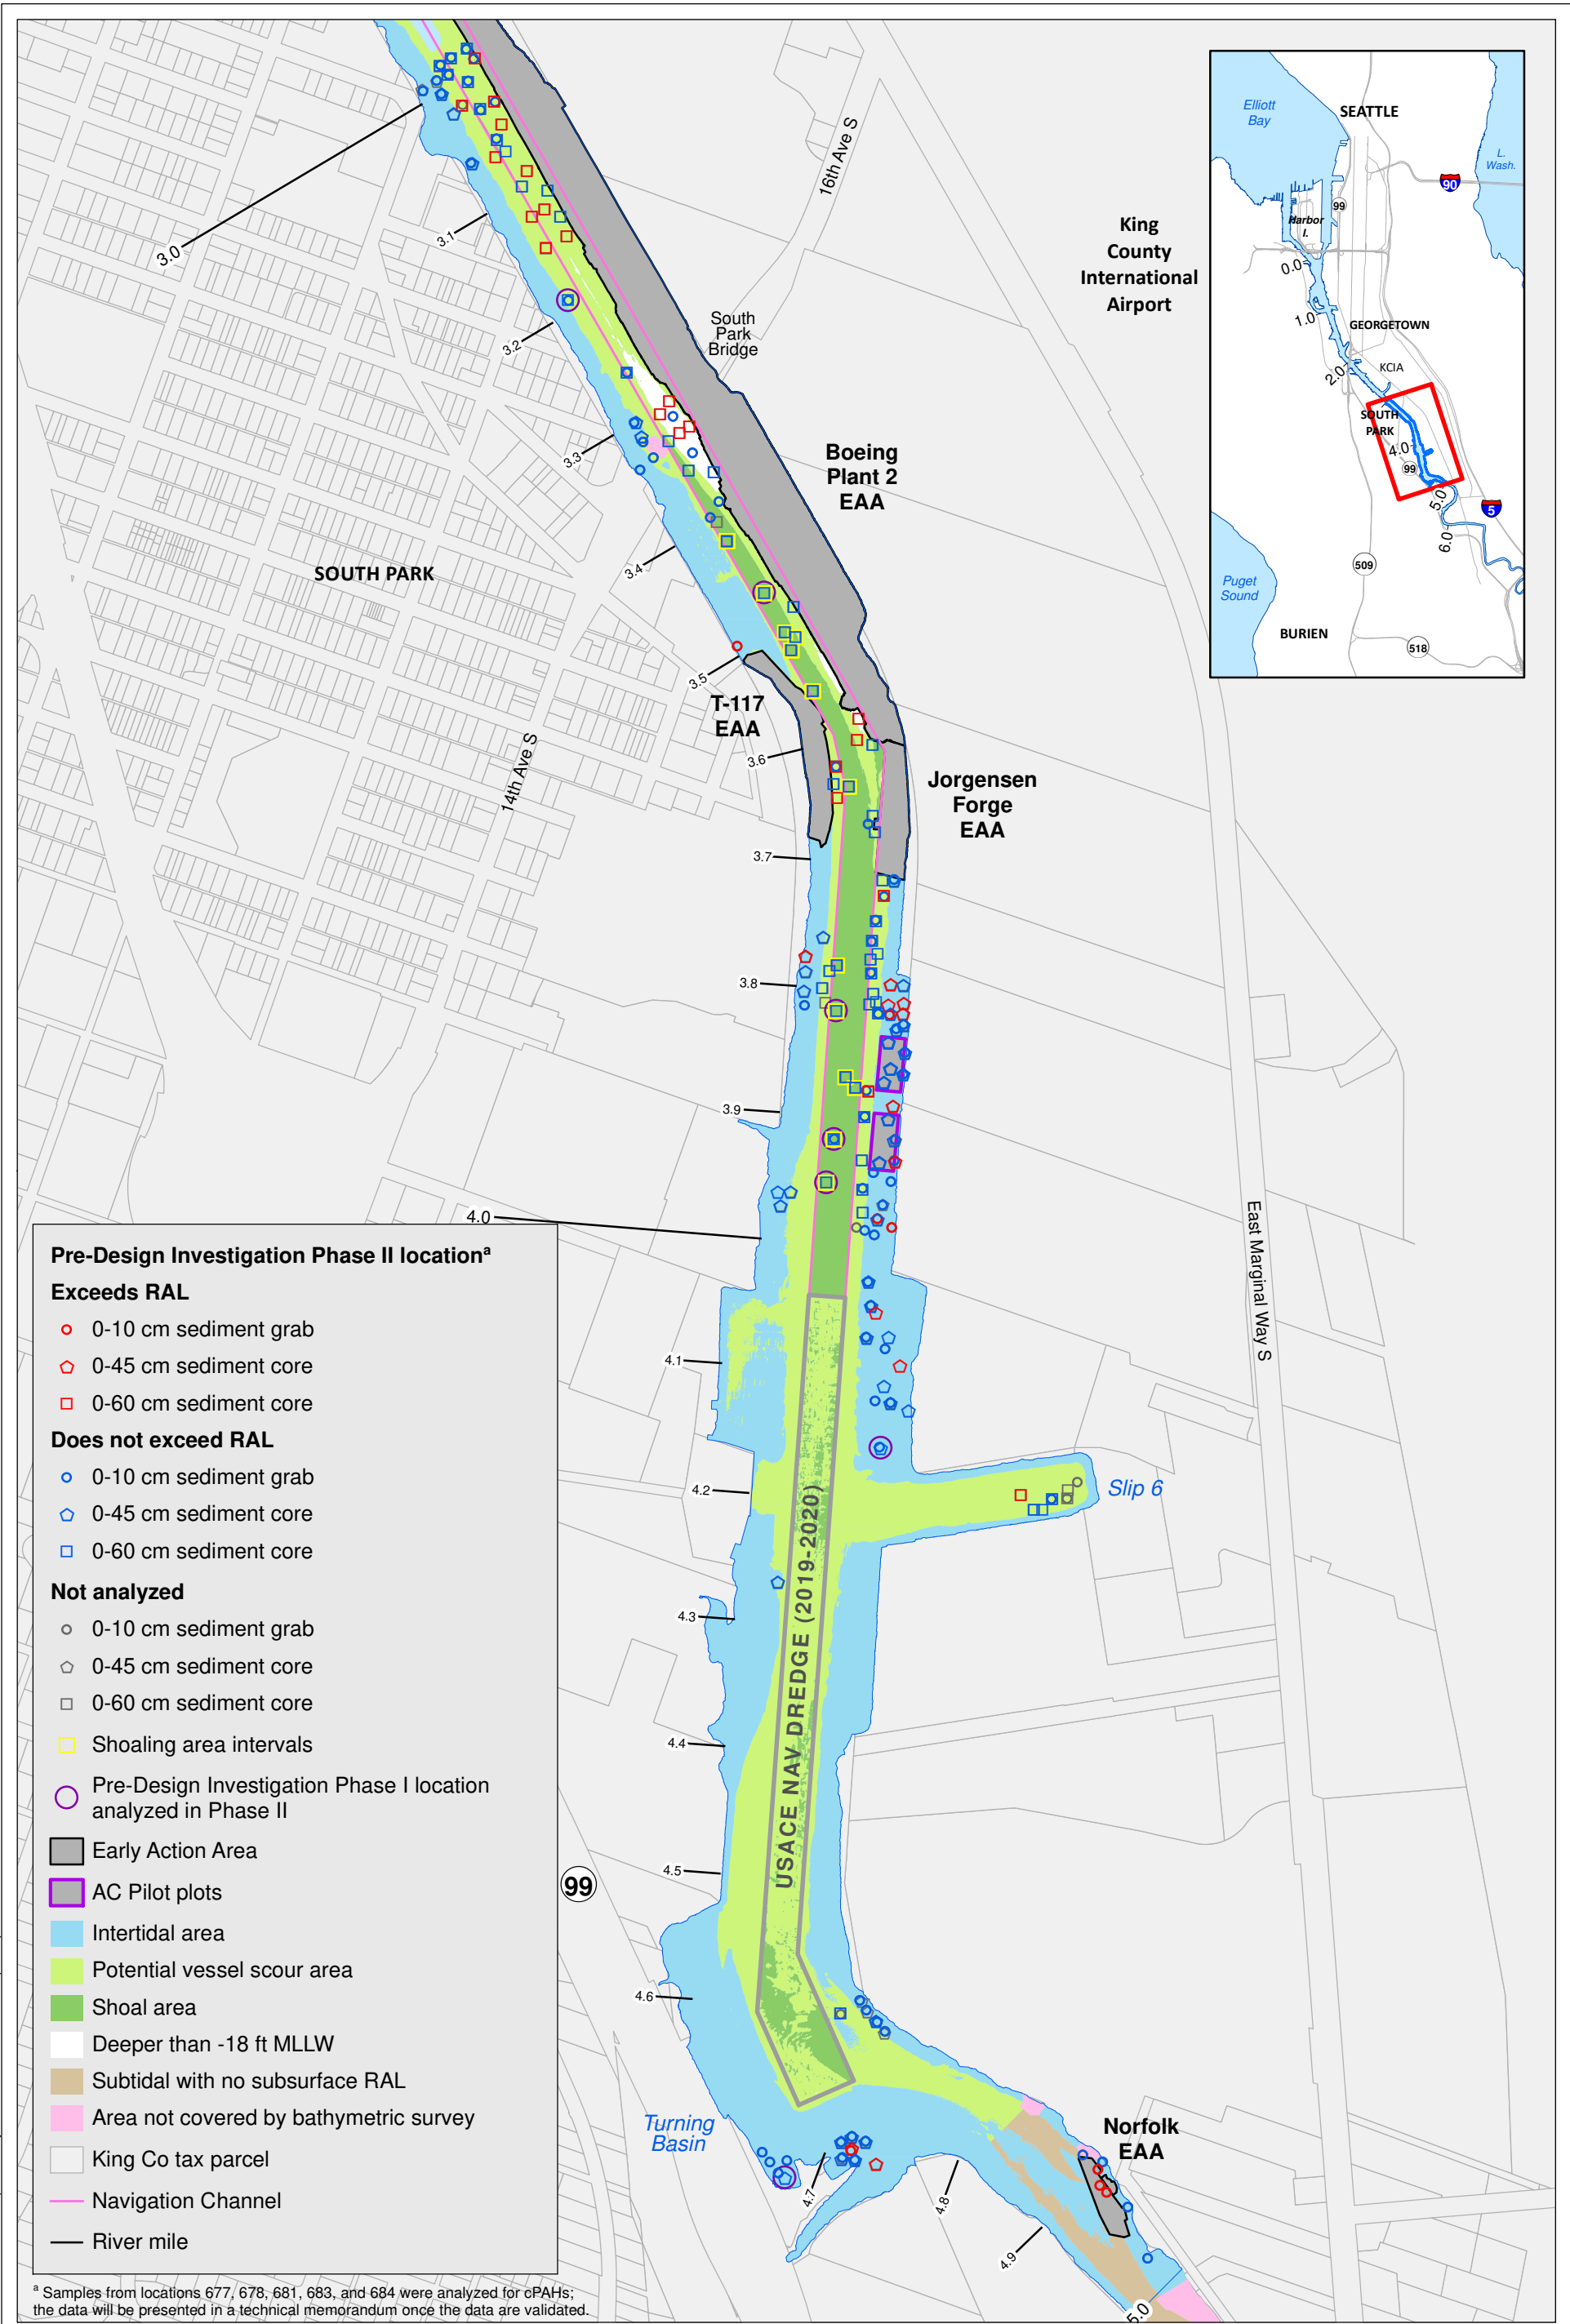 3.0
3.1
3.2
3.3
3.4
3.5
3.6
3.7
3.8
3.9
4.0
4.1
4.2
4.3
4.4
4.5
4.6
4.7
4.8
4.9
5.0
16th Ave S
South
Park
Bridge
King
County
International
Airport
Boeing
Plant 2
EAA
SOUTH PARK
T-117
EAA
14th Ave S
Jorgensen
Forge
EAA
East Marginal Way S
Slip 6
USACE NAV DREDGE (2019-2020)
99
Turning
Basin
Norfolk
EAA
Elliott
Bay
SEATTLE
L.
Wash.
90
99
Harbor
I.
0.0
1.0
GEORGETOWN
2.0
KCIA
SOUTH
PARK
4.0
99
5.0
5
6.0
509
Puget
Sound
BURIEN
518
Pre-Design Investigation Phase II location^a
Exceeds RAL
0-10 cm sediment grab
0-45 cm sediment core
0-60 cm sediment core
Does not exceed RAL
0-10 cm sediment grab
0-45 cm sediment core
0-60 cm sediment core
Not analyzed
0-10 cm sediment grab
0-45 cm sediment core
0-60 cm sediment core
Shoaling area intervals
Pre-Design Investigation Phase I location
analyzed in Phase II
Early Action Area
AC Pilot plots
Intertidal area
Potential vessel scour area
Shoal area
Deeper than -18 ft MLLW
Subtidal with no subsurface RAL
Area not covered by bathymetric survey
King Co tax parcel
Navigation Channel
River mile
^a Samples from locations 677, 678, 681, 683, and 684 were analyzed for cPAHs;
the data will be presented in a technical memorandum once the data are validated.